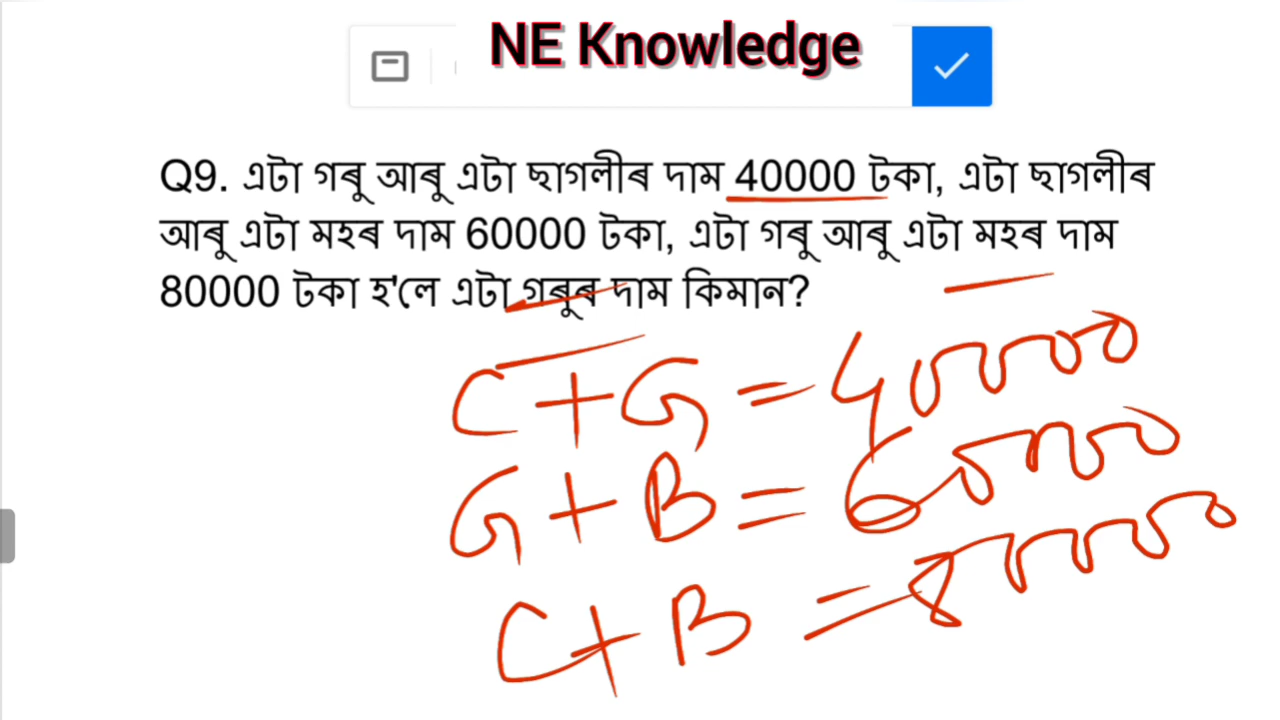 NE Knowledge
Q9. এটা গৰু আৰু এটা ছাগলীৰ দাম 40000 টকা, এটা ছাগলীৰ
আৰু এটা মহৰ দাম 60000 টকা, এটা গৰু আৰু এটা মহৰ দাম
80000 টকা হ'লে এটা গৰুৰ দাম কিমান?
C+G=40000
G+B=60000
C+B=80000